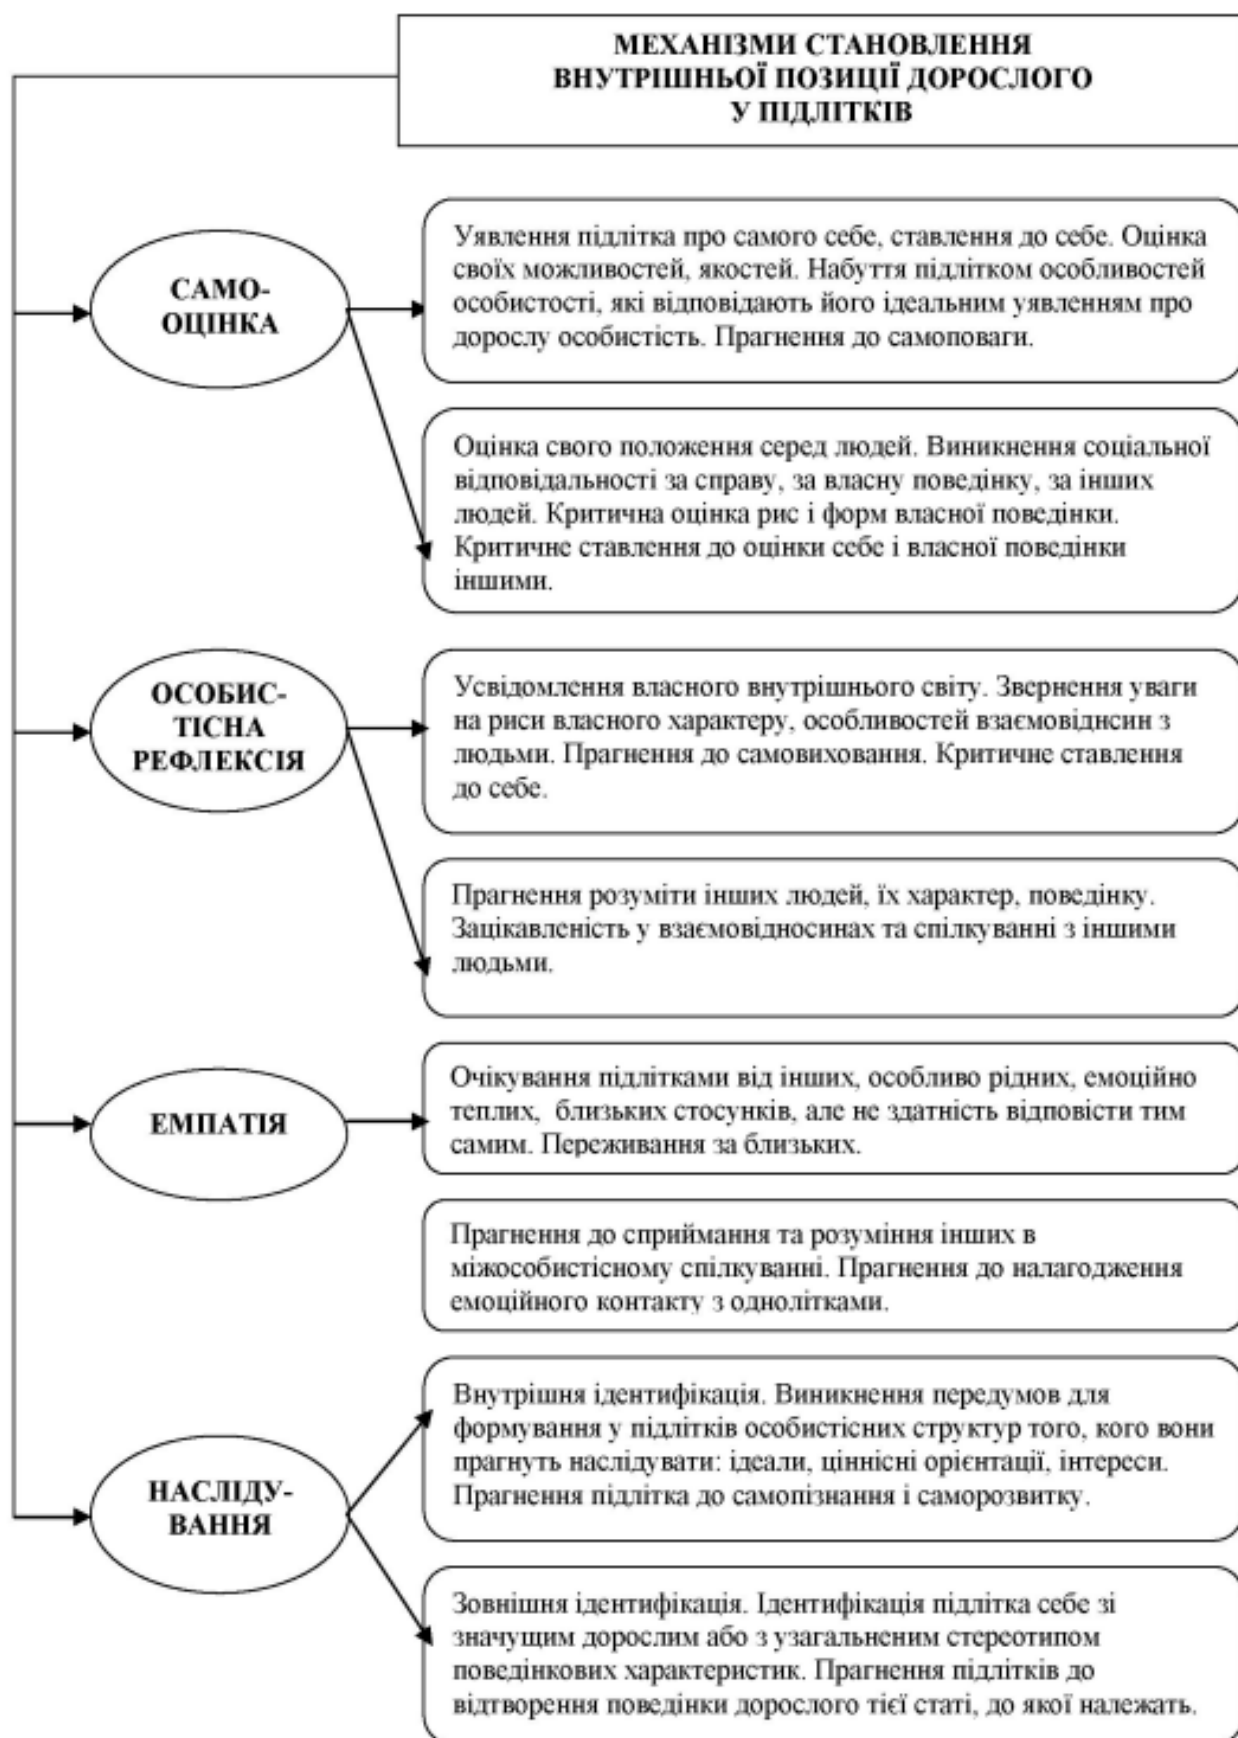 МЕХАНІЗМИ СТАНОВЛЕННЯ
ВНУТРІШНЬОЇ ПОЗИЦІЇ ДОРОСЛОГО
У ПІДЛІТКІВ
САМО-
ОЦІНКА
Уявлення підлітка про самого себе, ставлення до себе. Оцінка
своїх можливостей, якостей. Набуття підлітком особливостей
особистості, які відповідають його ідеальним уявленням про
дорослу особистість. Прагнення до самоповаги.
Оцінка свого положення серед людей. Виникнення соціальної
відповідальності за справу, за власну поведінку, за інших
людей. Критична оцінка рис і форм власної поведінки.
Критичне ставлення до оцінки себе і власної поведінки
іншими.
ОСОБИС-
ТІСНА
РЕФЛЕКСІЯ
Усвідомлення власного внутрішнього світу. Звернення уваги
на риси власного характеру, особливостей взаємовіднсин з
людьми. Прагнення до самовиховання. Критичне ставлення
до себе.
Прагнення розуміти інших людей, їх характер, поведінку.
Зацікавленість у взаємовідносинах та спілкуванні з іншими
людьми.
ЕМПАТІЯ
Очікування підлітками від інших, особливо рідних, емоційно
теплих, близьких стосунків, але не здатність відповісти тим
самим. Переживання за близьких.
Прагнення до сприймання та розуміння інших в
міжособистісному спілкуванні. Прагнення до налагодження
емоційного контакту з однолітками.
НАСЛІДУ-
ВАННЯ
Внутрішня ідентифікація. Виникнення передумов для
формування у підлітків особистісних структур того, кого вони
прагнуть наслідувати: ідеали, ціннісні орієнтації, інтереси.
Прагнення підлітка до самопізнання і саморозвитку.
Зовнішня ідентифікація. Ідентифікація підлітка себе зі
значущим дорослим або з узагальненим стереотипом
поведінкових характеристик. Прагнення підлітків до
відтворення поведінки дорослого тієї статі, до якої належать.